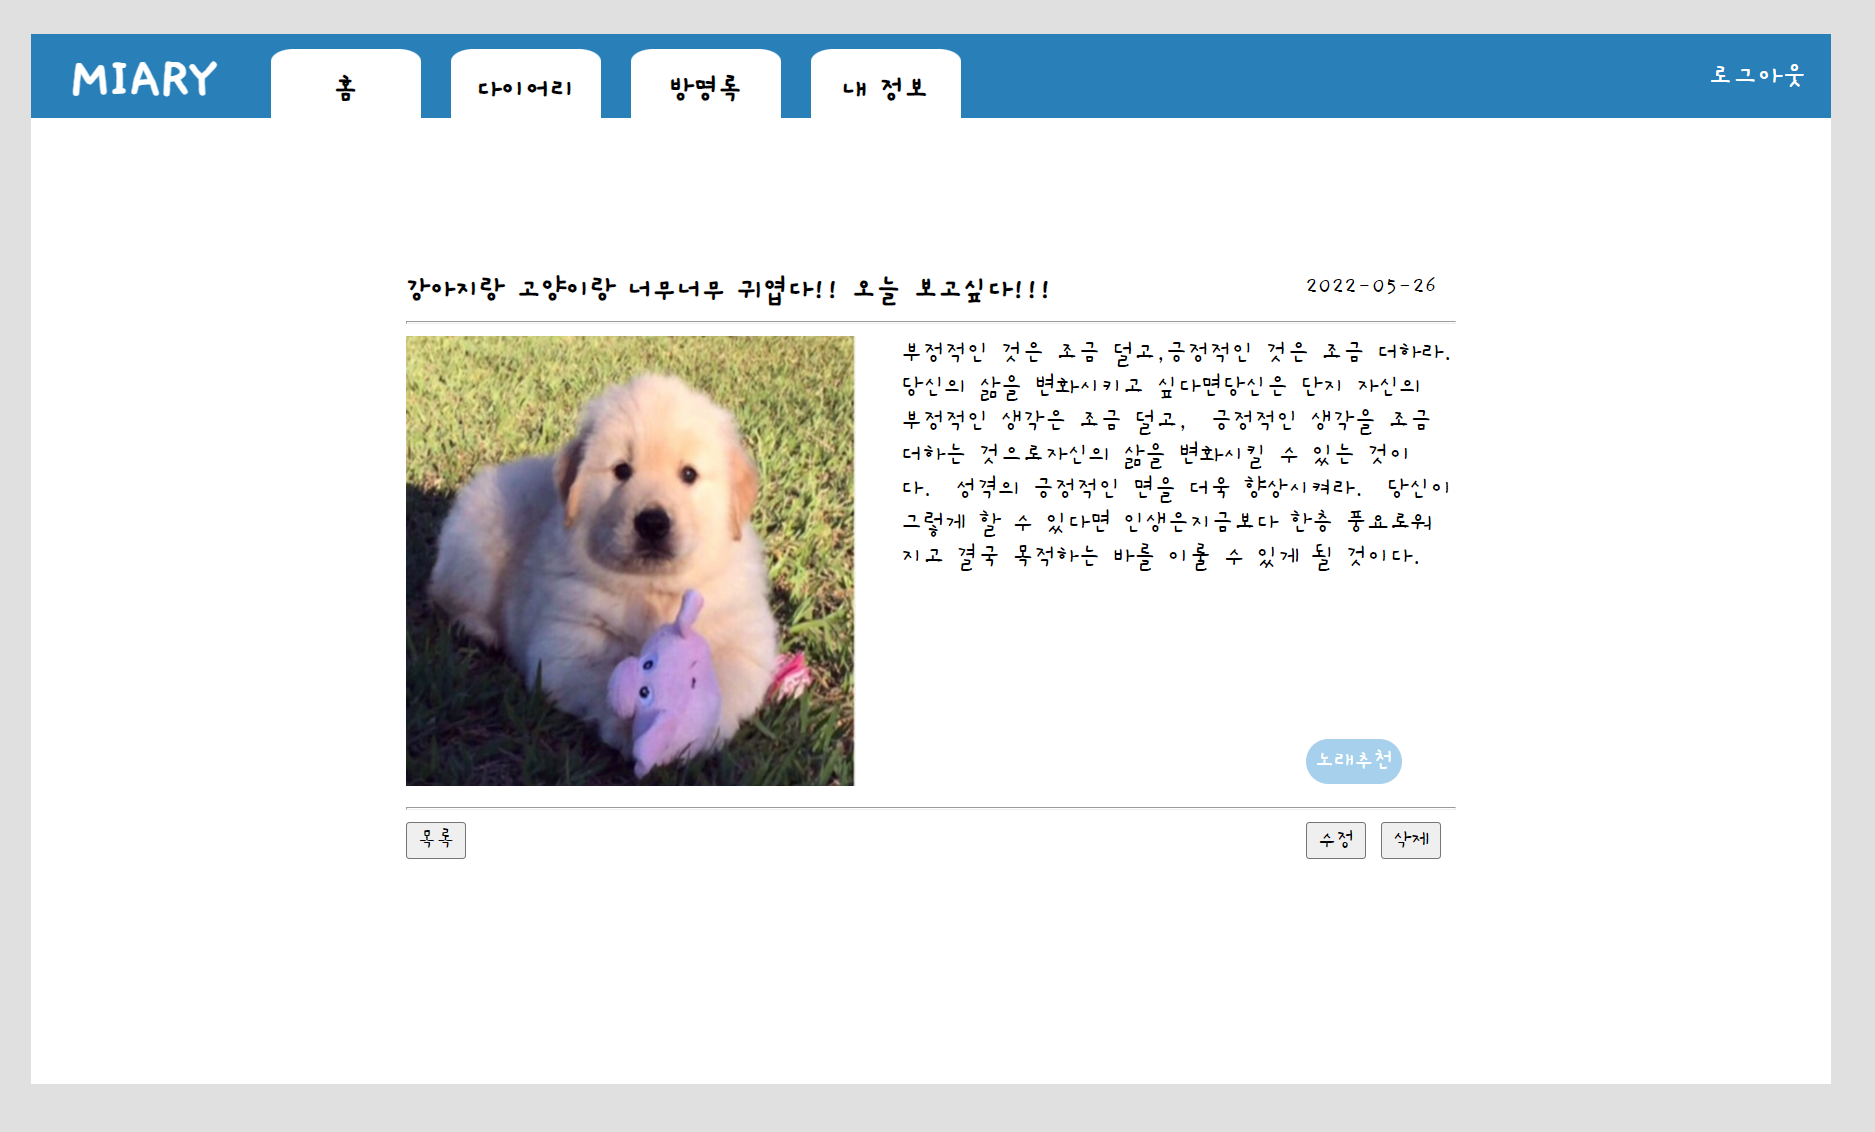 MIARY
홈
다이어리
방명록
내 정보
로그아웃
강아지랑 고양이랑 너무너무 귀엽다!! 오늘 보고싶다!!!
2022-05-26
부정적인 것은 조금 덜고,긍정적인 것은 조금 더하라.
당신의 삶을 변화시키고 싶다면당신은 단지 자신의
부정적인 생각은 조금 덜고, 긍정적인 생각을 조금
더하는 것으로자신의 삶을 변화시킬 수 있는 것이
다. 성격의 긍정적인 면을 더욱 향상시켜라. 당신이
그렇게 할 수 있다면 인생은지금보다 한층 풍요로워
지고 결국 목적하는 바를 이룰 수 있게 될 것이다.
노래추천
목록
수정
삭제